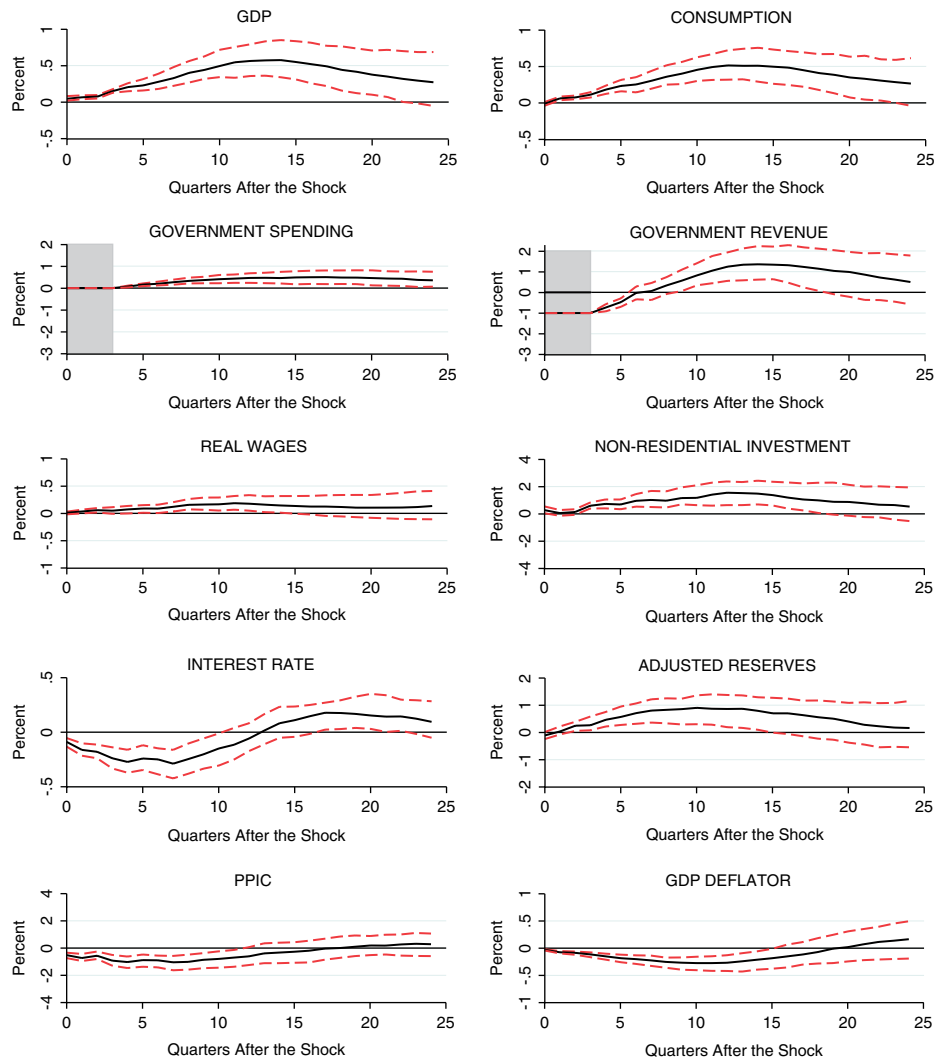 GDP
Percent
1
.5
0
-.5
0 5 10 15 20 25
Quarters After the Shock
CONSUMPTION
Percent
1
.5
0
-.5
0 5 10 15 20 25
Quarters After the Shock
GOVERNMENT SPENDING
Percent
2
1
0
-1
-2
-3
0 5 10 15 20 25
Quarters After the Shock
GOVERNMENT REVENUE
Percent
2
1
0
-1
-2
-3
0 5 10 15 20 25
Quarters After the Shock
REAL WAGES
Percent
1
.5
0
-.5
-1
0 5 10 15 20 25
Quarters After the Shock
NON-RESIDENTIAL INVESTMENT
Percent
4
2
0
-2
-4
0 5 10 15 20 25
Quarters After the Shock
INTEREST RATE
Percent
.5
0
-.5
0 5 10 15 20 25
Quarters After the Shock
ADJUSTED RESERVES
Percent
2
1
0
-1
-2
0 5 10 15 20 25
Quarters After the Shock
PPIC
Percent
4
2
0
-2
-4
0 5 10 15 20 25
Quarters After the Shock
GDP DEFLATOR
Percent
1
.5
0
-.5
-1
0 5 10 15 20 25
Quarters After the Shock